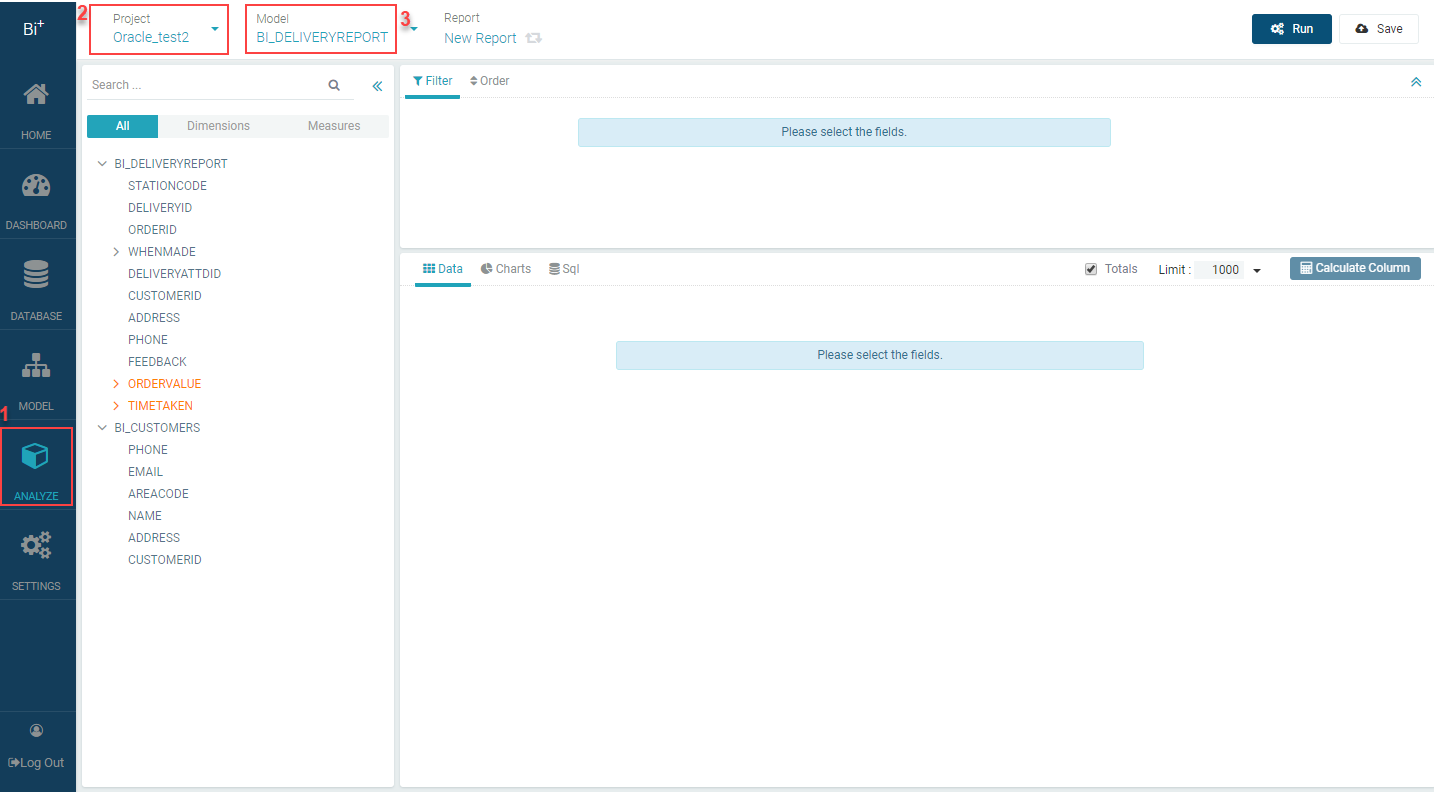 Bi+
HOME
DASHBOARD
DATABASE
MODEL
1
ANALYZE
SETTINGS
Log Out
2
Project
Oracle_test2
Model
BI_DELIVERYREPORT
3
Report
New Report
Run
Save
Search ...
All Dimensions Measures
BI_DELIVERYREPORT
STATIONCODE
DELIVERYID
ORDERID
WHENMADE
DELIVERYATTDID
CUSTOMERID
ADDRESS
PHONE
FEEDBACK
ORDERVALUE
TIMETAKEN
BI_CUSTOMERS
PHONE
EMAIL
AREACODE
NAME
ADDRESS
CUSTOMERID
Filter Order
Please select the fields.
Data Charts Sql Totals Limit : 1000 Calculate Column
Please select the fields.